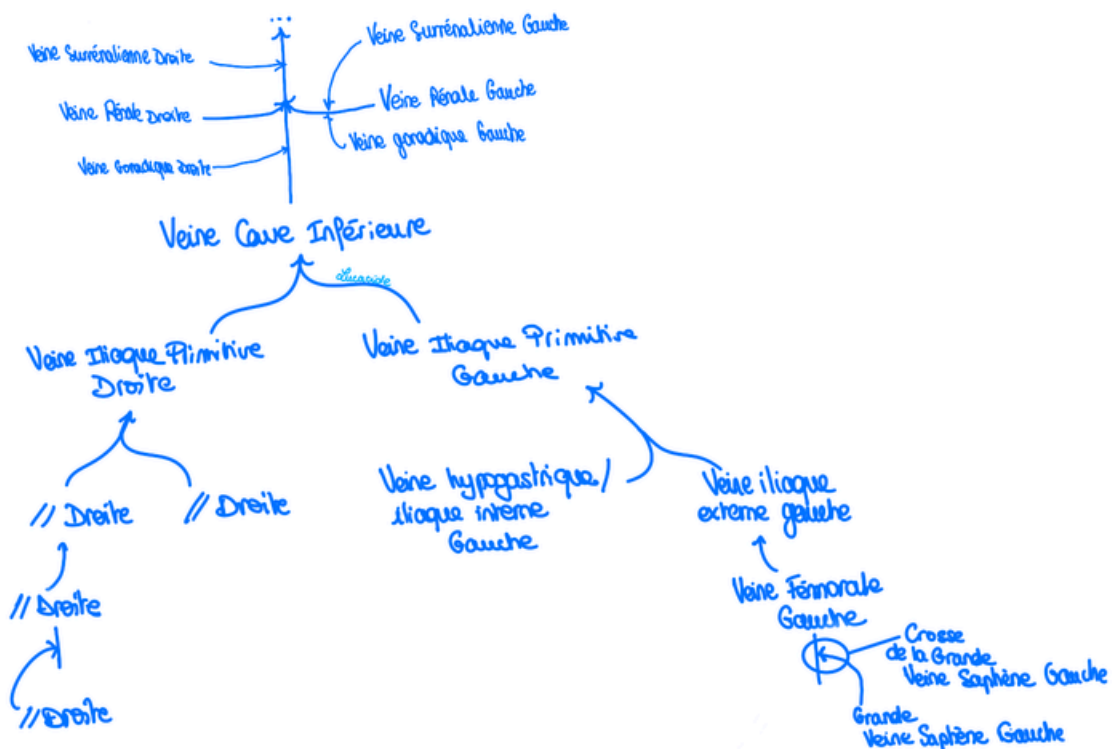 ...
Veine Surrénalienne Droite
Veine Surrénalienne Gauche
Veine Rénale Droite
Veine Rénale Gauche
Veine gonadique Gauche
Veine Gonadique Droite
Veine Cave Inférieure
Veine Iliaque Primitive
Droite
Veine Iliaque Primitive
Gauche
// Droite
// Droite
Veine hypogastrique/
iliaque interne
Gauche
Veine iliaque
externe gauche
// Droite
Veine Fémorale
Gauche
Crosse
de la Grande
Veine Saphène Gauche
// Droite
Grande
Veine Saphène Gauche